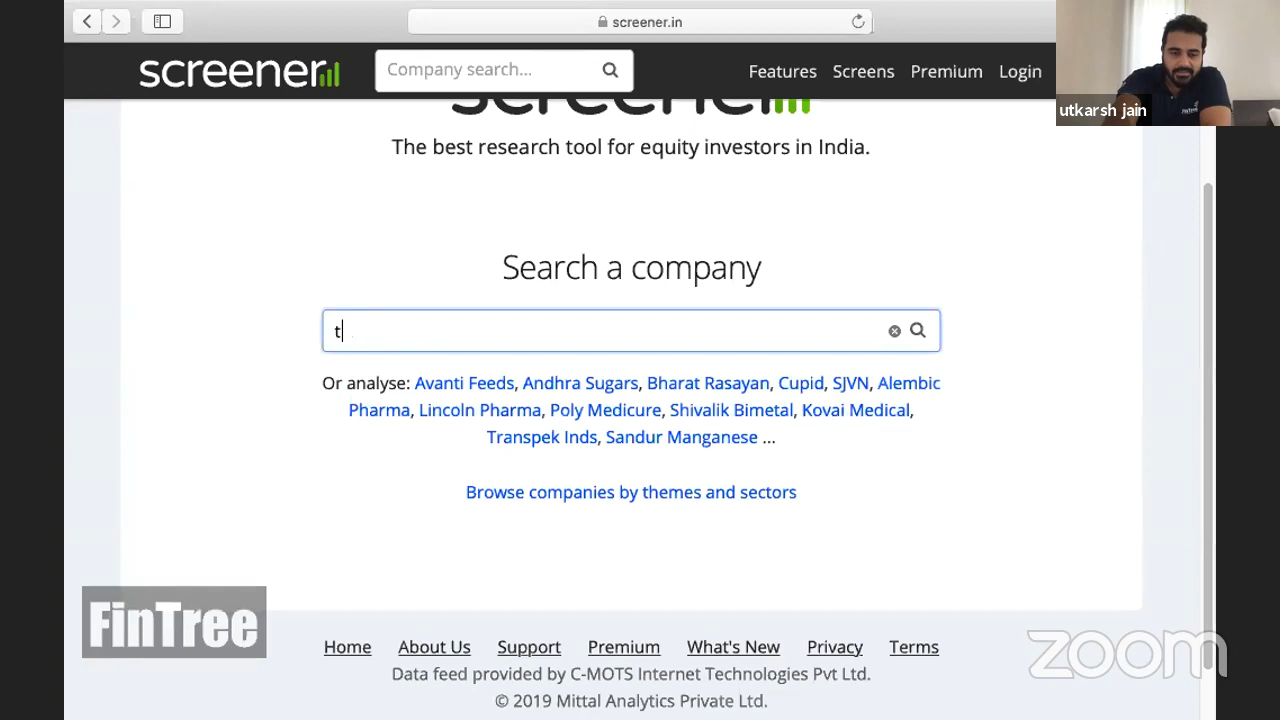 screener.in
screener
Company search...
Features
Screens
Premium
Login
utkarsh jain
FinTree
screener
The best research tool for equity investors in India.
Search a company
t
Or analyse: Avanti Feeds, Andhra Sugars, Bharat Rasayan, Cupid, SJVN, Alembic
Pharma, Lincoln Pharma, Poly Medicure, Shivalik Bimetal, Kovai Medical,
Transpek Inds, Sandur Manganese ...
Browse companies by themes and sectors
FinTree
Home
About Us
Support
Premium
What's New
Privacy
Terms
zoom
Data feed provided by C-MOTS Internet Technologies Pvt Ltd.
© 2019 Mittal Analytics Private Ltd.